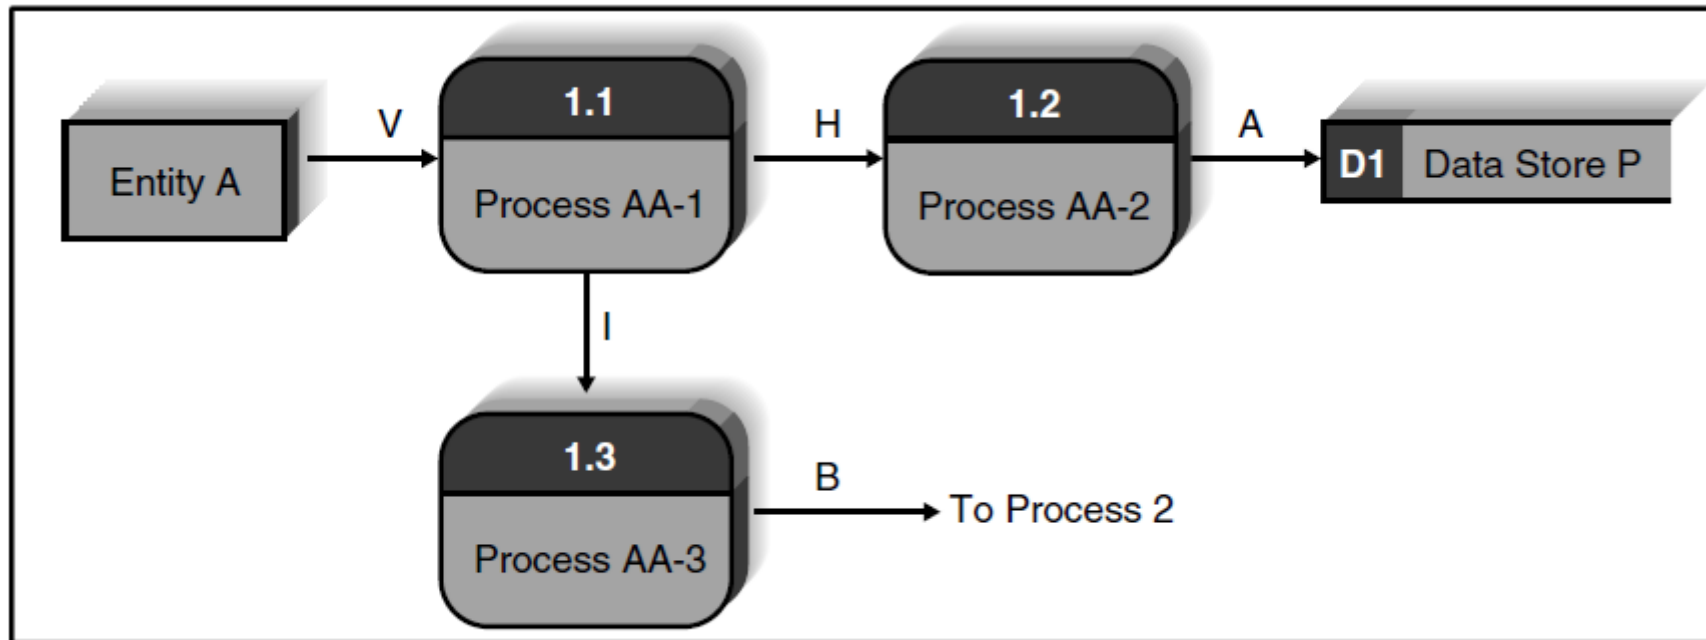 1.1
1.2
V
H
A
Entity A
Process AA-1
Process AA-2
D1 Data Store P
I
1.3
B
To Process 2
Process AA-3